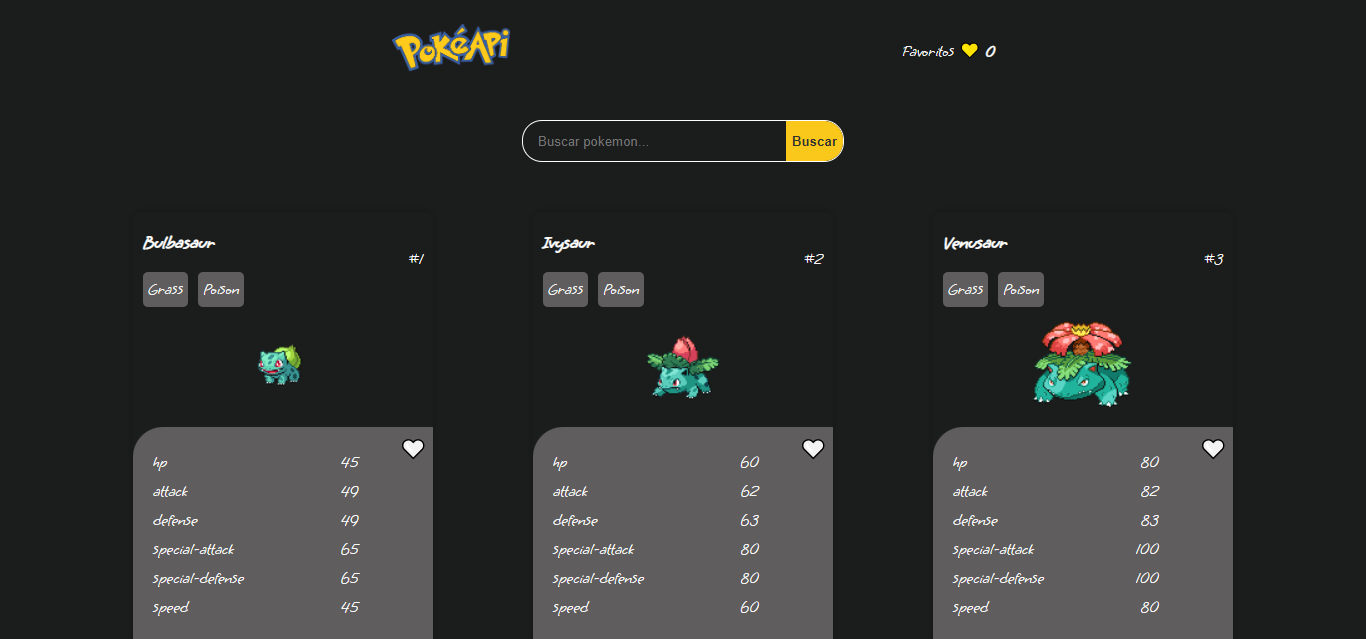 PokéApi
Favoritos 0
Buscar pokemon... Buscar
Bulbasaur
#1
Grass Poison
hp 45
attack 49
defense 49
special-attack 65
special-defense 65
speed 45
Ivysaur
#2
Grass Poison
hp 60
attack 62
defense 63
special-attack 80
special-defense 80
speed 60
Venusaur
#3
Grass Poison
hp 80
attack 82
defense 83
special-attack 100
special-defense 100
speed 80